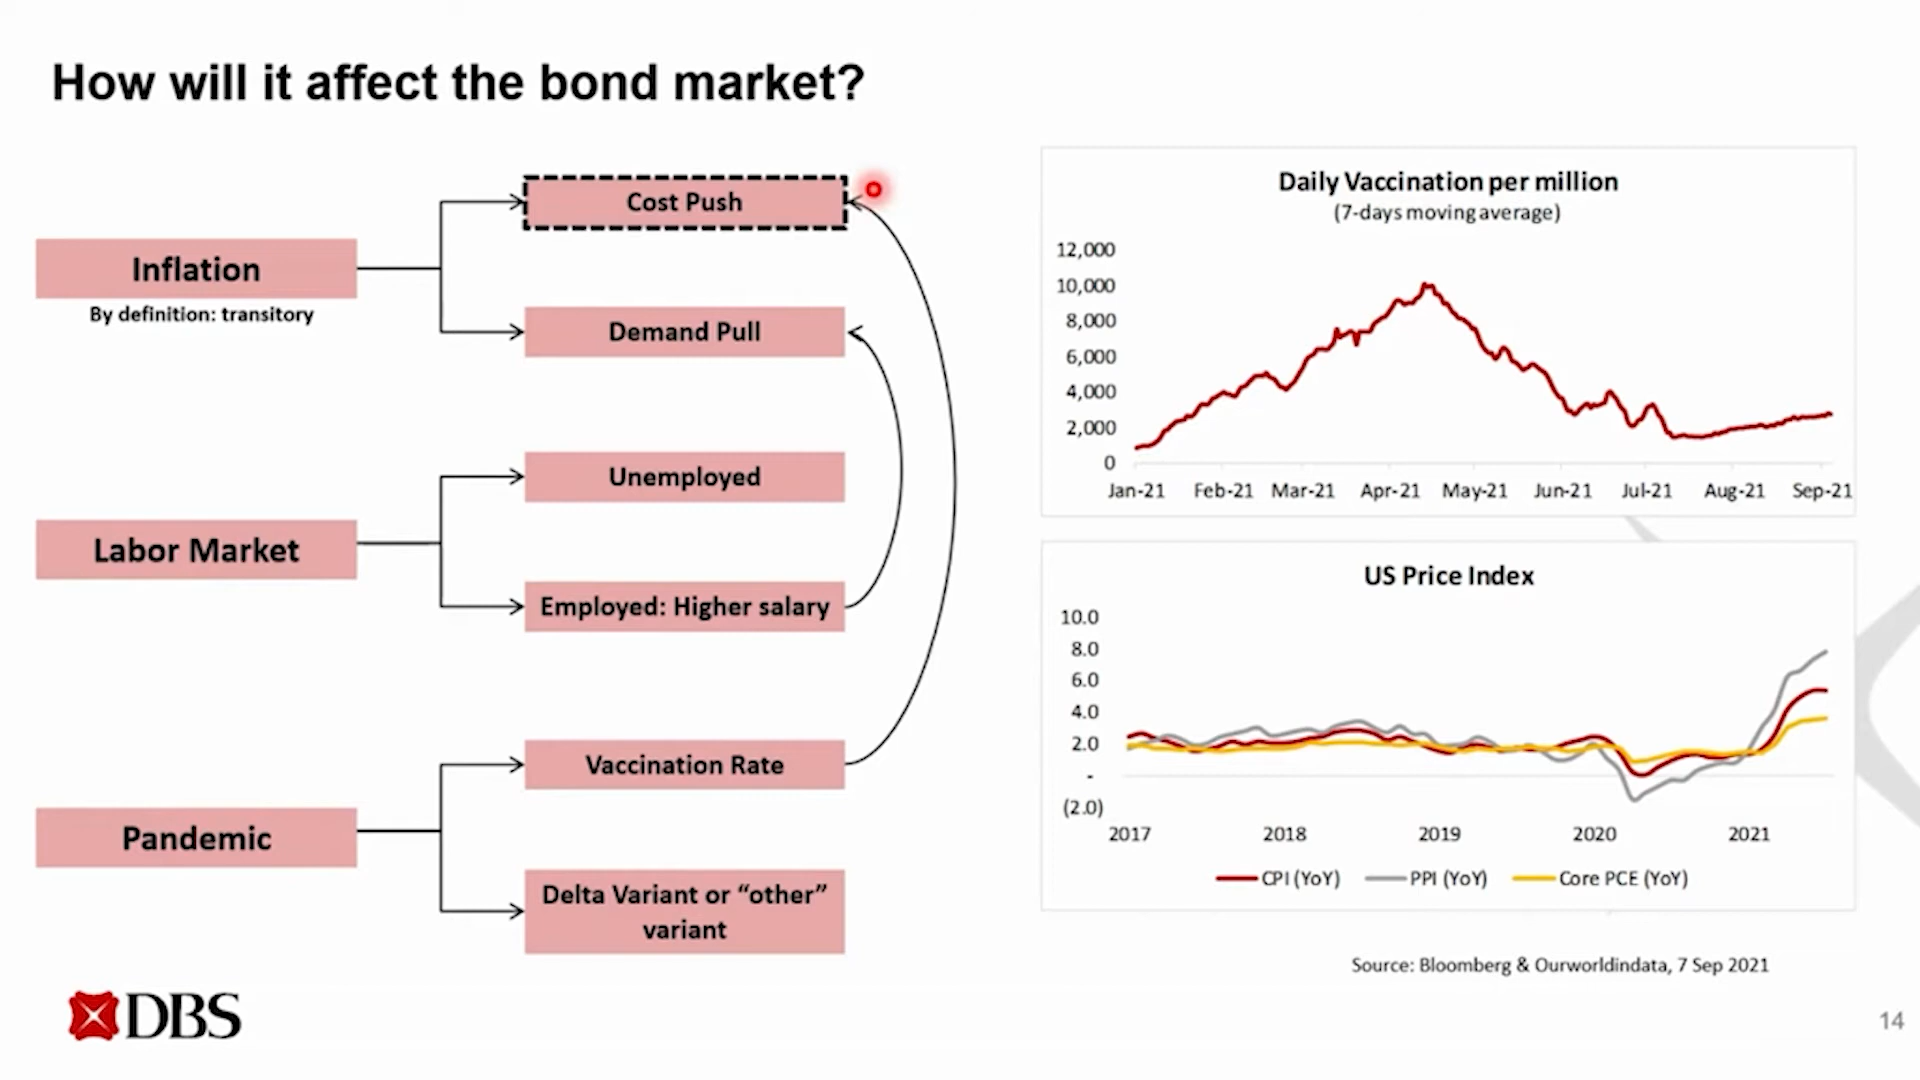 How will it affect the bond market?
Cost Push
Inflation
By definition: transitory
Demand Pull
Unemployed
Labor Market
Employed: Higher salary
Vaccination Rate
Pandemic
Delta Variant or “other”
variant
Daily Vaccination per million
(7-days moving average)
12,000
10,000
8,000
6,000
4,000
2,000
0
Jan-21 Feb-21 Mar-21 Apr-21 May-21 Jun-21 Jul-21 Aug-21 Sep-21
US Price Index
10.0
8.0
6.0
4.0
2.0
-
(2.0)
2017 2018 2019 2020 2021
CPI (YoY) PPI (YoY) Core PCE (YoY)
Source: Bloomberg & Ourworldindata, 7 Sep 2021
DBS
14